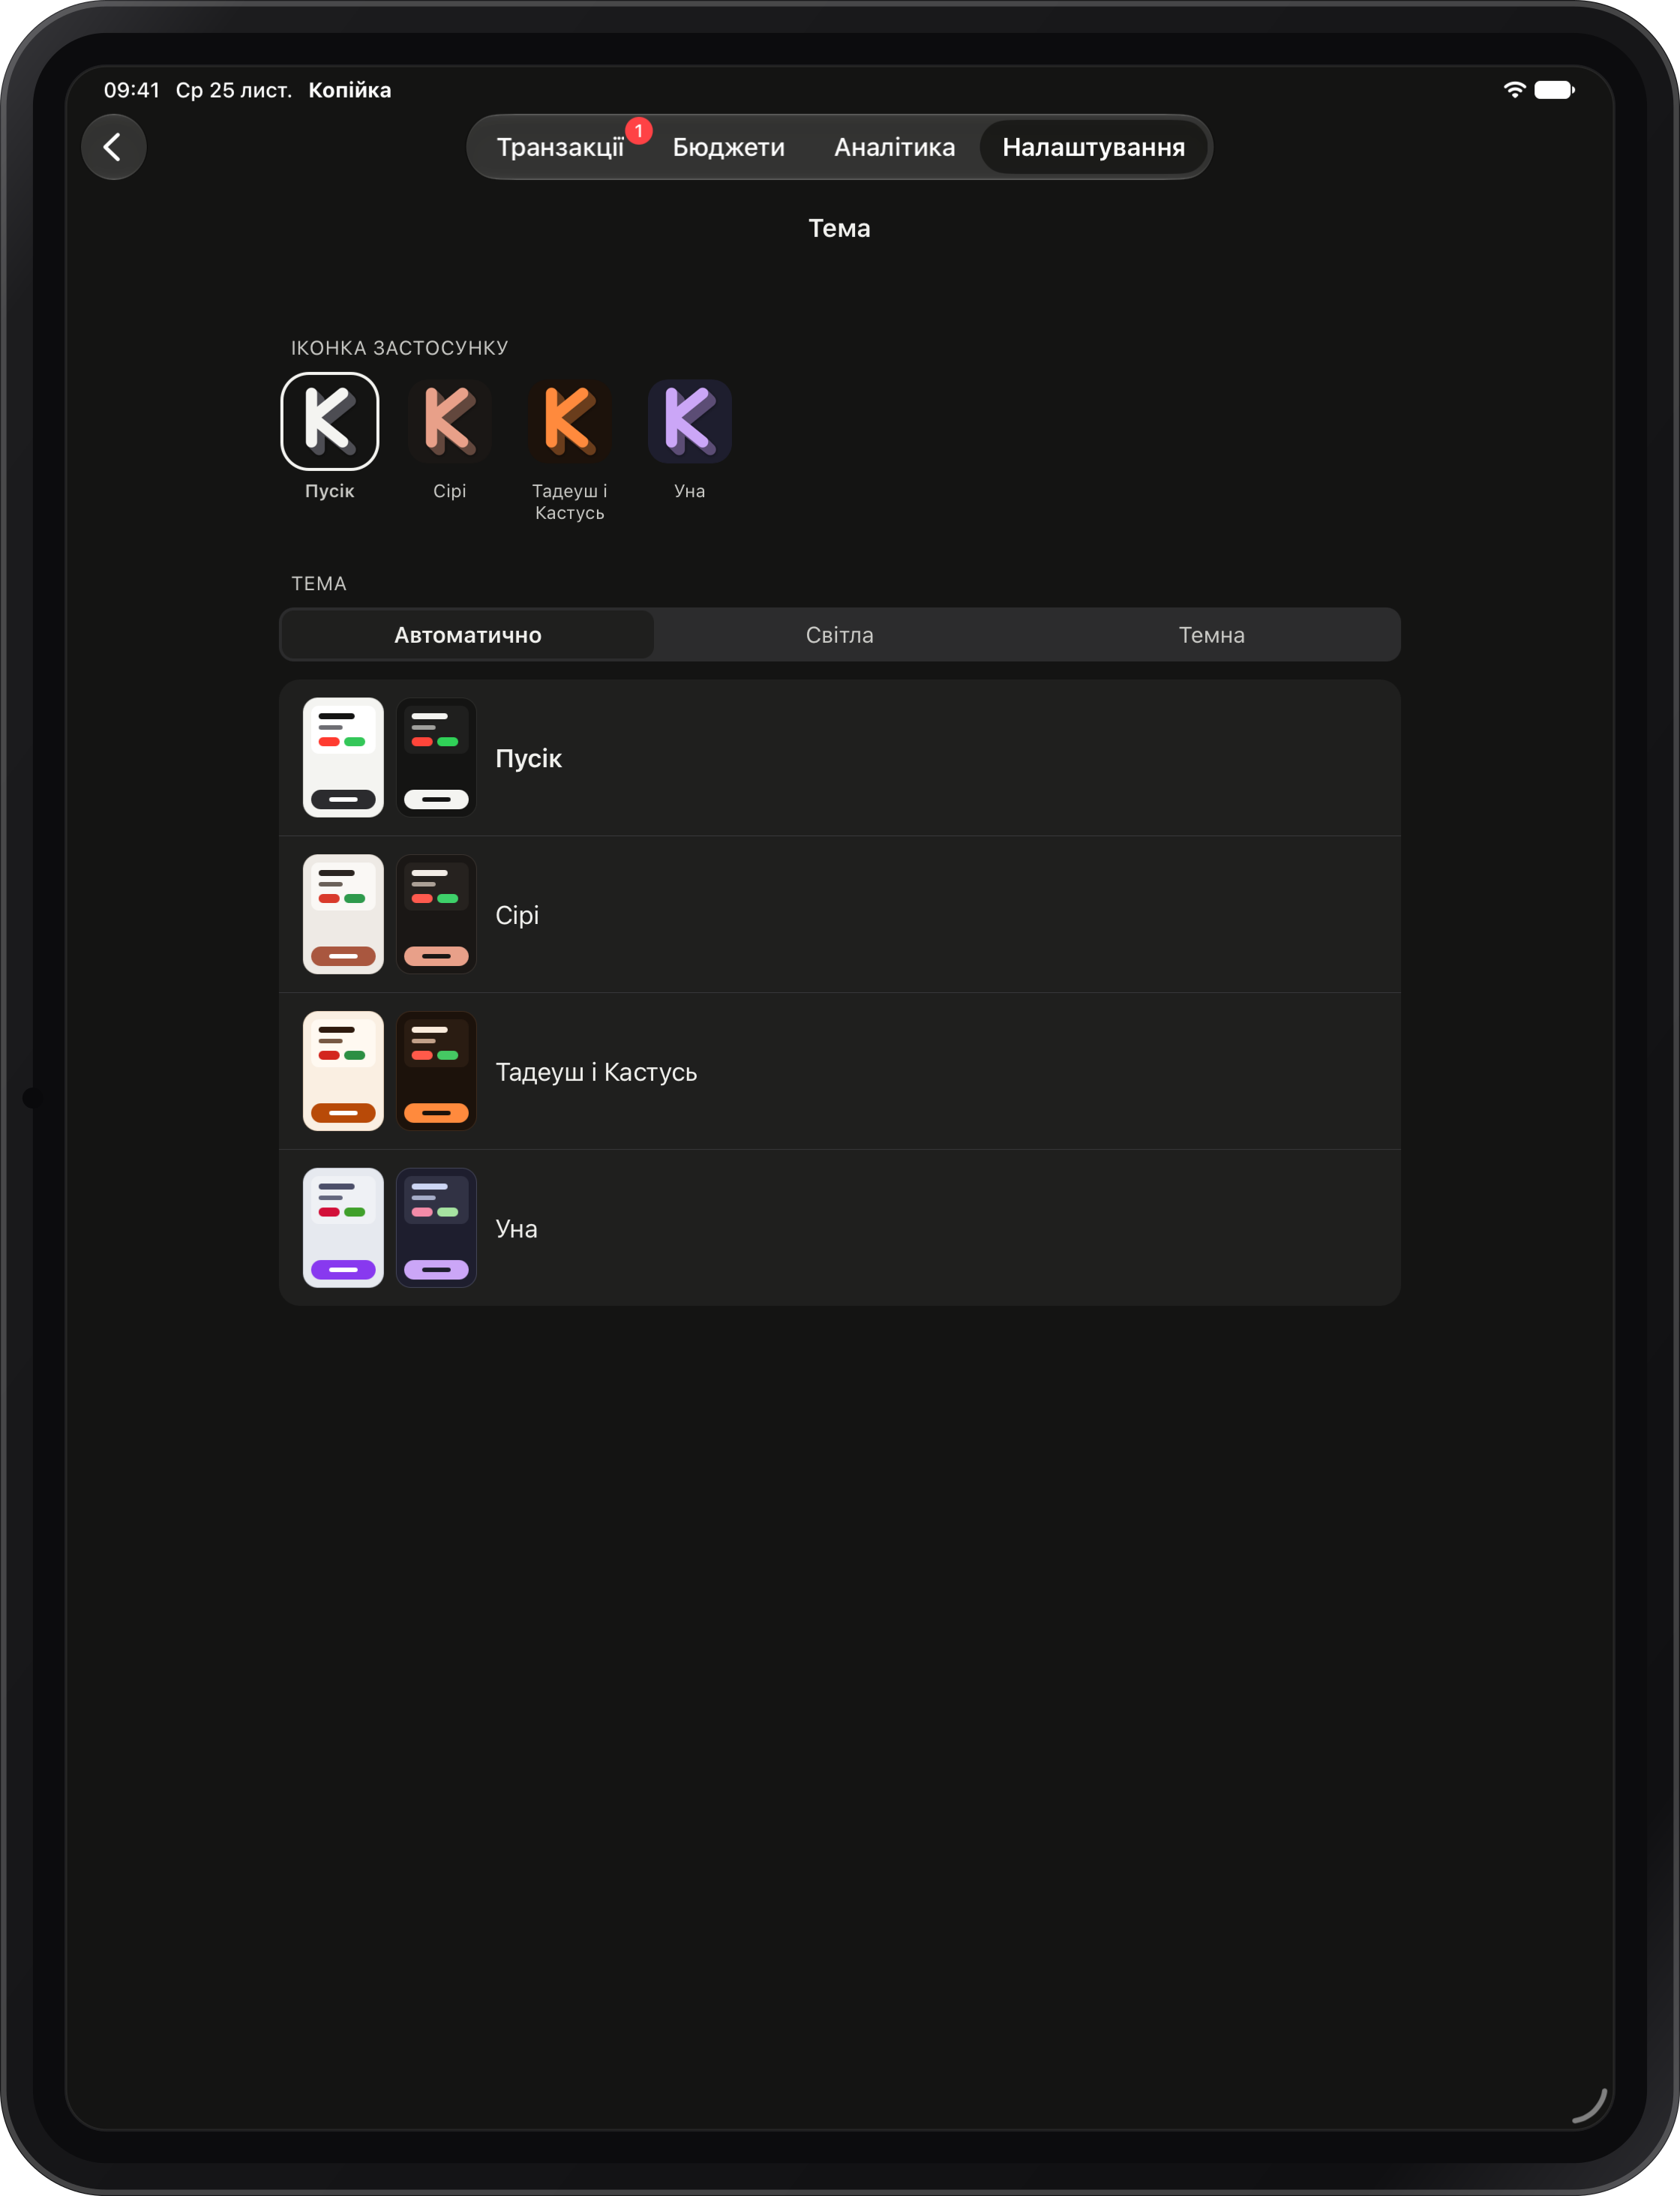 09:41 Ср 25 лист. Копійка
Транзакції 1 Бюджети Аналітика Налаштування
Тема
ІКОНКА ЗАСТОСУНКУ
Пусік
Сірі
Тадеуш і
Кастусь
Уна
ТЕМА
Автоматично Світла Темна
Пусік
Сірі
Тадеуш і Кастусь
Уна